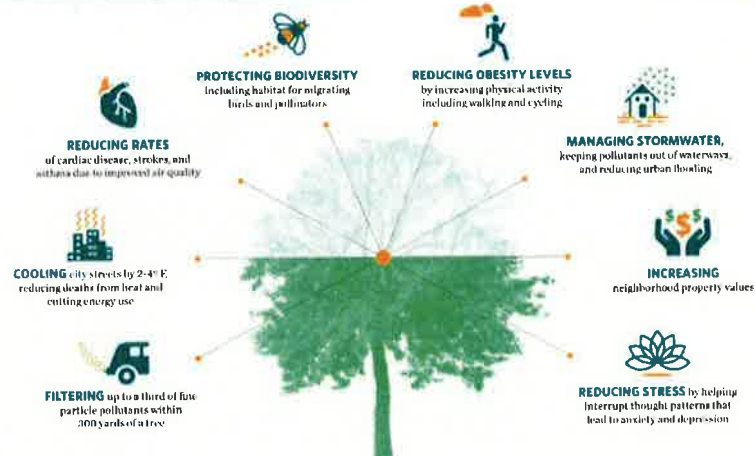 PROTECTING BIODIVERSITY
including habitat for migrating
birds and pollinators
REDUCING OBESITY LEVELS
by increasing physical activity
including walking and cycling
REDUCING RATES
of cardiac disease, strokes, and
asthma due to improved air quality
MANAGING STORMWATER,
keeping pollutants out of waterways,
and reducing urban flooding
COOLING city streets by 2-4° F,
reducing deaths from heat and
cutting energy use
$ $ $
INCREASING
neighborhood property values
FILTERING up to a third of fine
particle pollutants within
300 yards of a tree
REDUCING STRESS by helping
interrupt thought patterns that
lead to anxiety and depression